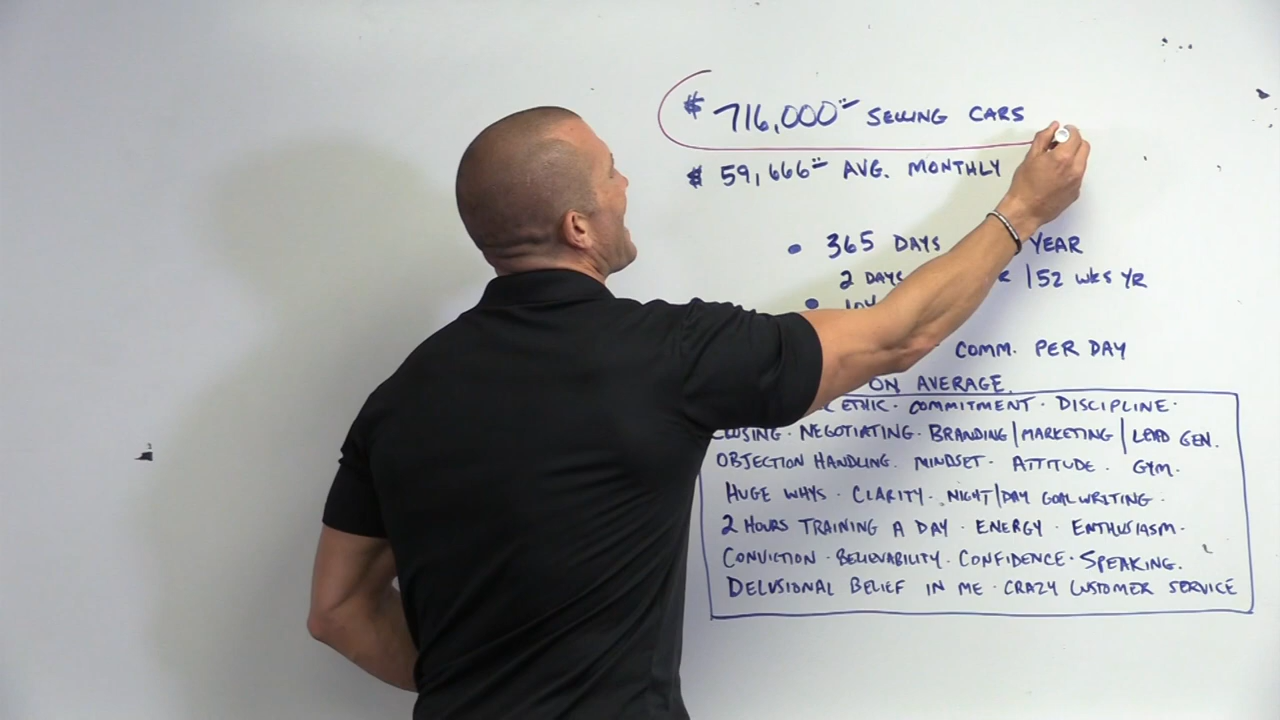 $ 716,000 SELLING CARS
$ 59,666 AVG. MONTHLY
• 365 DAYS YEAR
2 DAYS /52 WKS YR
•
COMM. PER DAY
ON AVERAGE.
ETHIC · COMMITMENT · DISCIPLINE ·
CLOSING · NEGOTIATING · BRANDING/MARKETING / LEAD GEN.
OBJECTION HANDLING. MINDSET · ATTITUDE · GYM ·
HUGE WHYS · CLARITY · NIGHT/DAY GOALWRITING ·
2 HOURS TRAINING A DAY · ENERGY · ENTHUSIASM ·
CONVICTION · BELIEVABILITY · CONFIDENCE · SPEAKING.
DELUSIONAL BELIEF IN ME · CRAZY CUSTOMER SERVICE